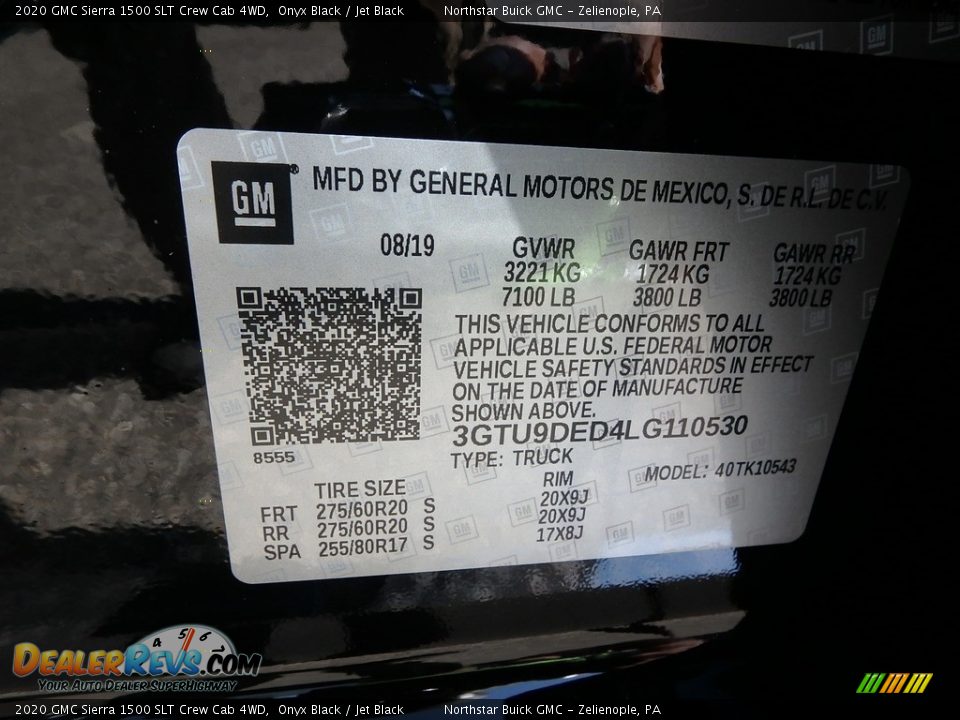 2020 GMC Sierra 1500 SLT Crew Cab 4WD, Onyx Black / Jet Black Northstar Buick GMC - Zelienople, PA
GM® MFD BY GENERAL MOTORS DE MEXICO, S. DE R.L. DE C.V.
08/19 GVWR GAWR FRT GAWR RR
3221 KG 1724 KG 1724 KG
7100 LB 3800 LB 3800 LB
THIS VEHICLE CONFORMS TO ALL
APPLICABLE U.S. FEDERAL MOTOR
VEHICLE SAFETY STANDARDS IN EFFECT
ON THE DATE OF MANUFACTURE
SHOWN ABOVE.
3GTU9DED4LG110530
8555
TYPE: TRUCK MODEL: 40TK10543
TIRE SIZE RIM
FRT 275/60R20 S 20X9J
RR 275/60R20 S 20X9J
SPA 255/80R17 S 17X8J
4 5 6
DEALERREVS.COM
YOUR AUTO DEALER SUPERHIGHWAY
2020 GMC Sierra 1500 SLT Crew Cab 4WD, Onyx Black / Jet Black Northstar Buick GMC - Zelienople, PA